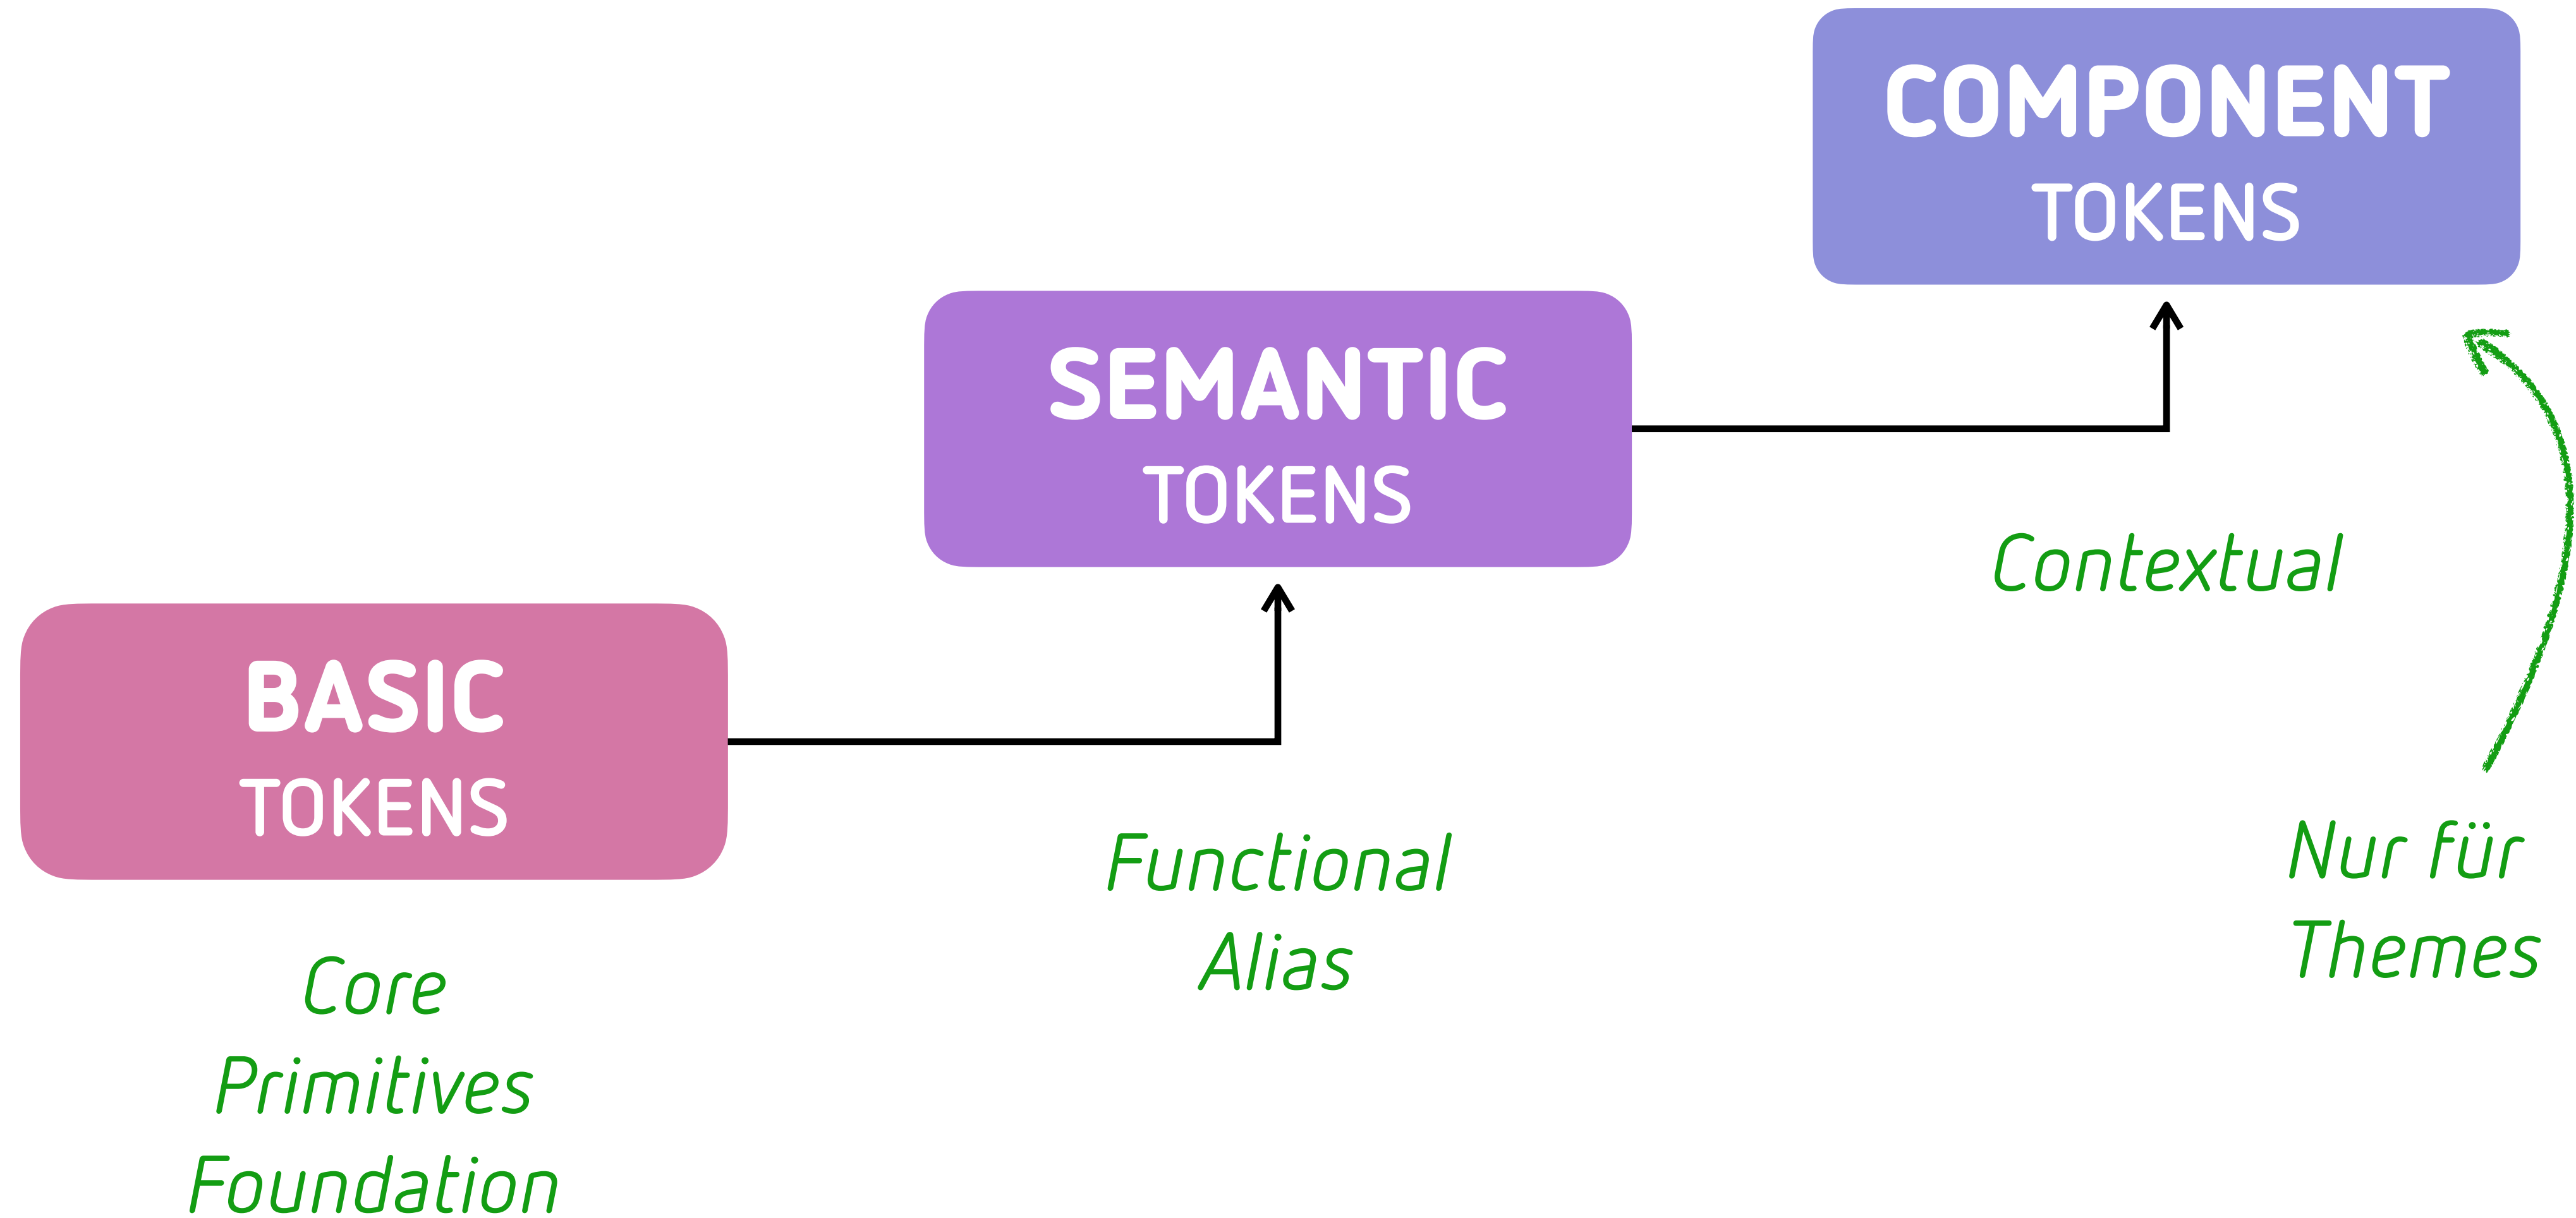 COMPONENT
TOKENS
SEMANTIC
TOKENS
Contextual
BASIC
TOKENS
Functional
Alias
Nur für
Themes
Core
Primitives
Foundation